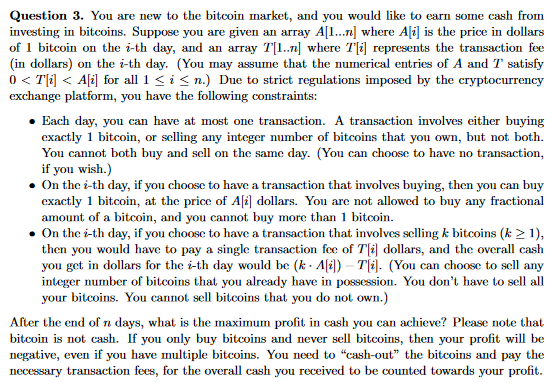 Question 3. You are new to the bitcoin market, and you would like to earn some cash from
investing in bitcoins. Suppose you are given an array A[1...n] where A[i] is the price in dollars
of 1 bitcoin on the i-th day, and an array T[1..n] where T[i] represents the transaction fee
(in dollars) on the i-th day. (You may assume that the numerical entries of A and T satisfy
0 < T[i] < A[i] for all 1 ≤ i ≤ n.) Due to strict regulations imposed by the cryptocurrency
exchange platform, you have the following constraints:
• Each day, you can have at most one transaction. A transaction involves either buying
exactly 1 bitcoin, or selling any integer number of bitcoins that you own, but not both.
You cannot both buy and sell on the same day. (You can choose to have no transaction,
if you wish.)
• On the i-th day, if you choose to have a transaction that involves buying, then you can buy
exactly 1 bitcoin, at the price of A[i] dollars. You are not allowed to buy any fractional
amount of a bitcoin, and you cannot buy more than 1 bitcoin.
• On the i-th day, if you choose to have a transaction that involves selling k bitcoins (k ≥ 1),
then you would have to pay a single transaction fee of T[i] dollars, and the overall cash
you get in dollars for the i-th day would be (k · A[i]) − T[i]. (You can choose to sell any
integer number of bitcoins that you already have in possession. You don't have to sell all
your bitcoins. You cannot sell bitcoins that you do not own.)
After the end of n days, what is the maximum profit in cash you can achieve? Please note that
bitcoin is not cash. If you only buy bitcoins and never sell bitcoins, then your profit will be
negative, even if you have multiple bitcoins. You need to "cash-out" the bitcoins and pay the
necessary transaction fees, for the overall cash you received to be counted towards your profit.